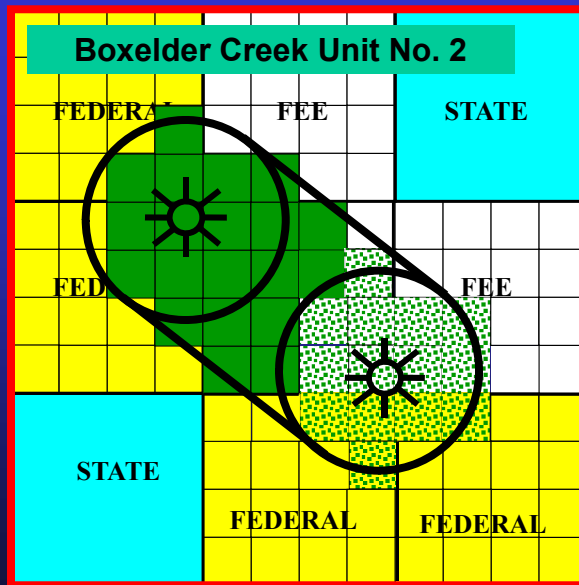 Boxelder Creek Unit No. 2
FEDERAL
FEE
STATE
FED
FEE
STATE
FEDERAL
FEDERAL